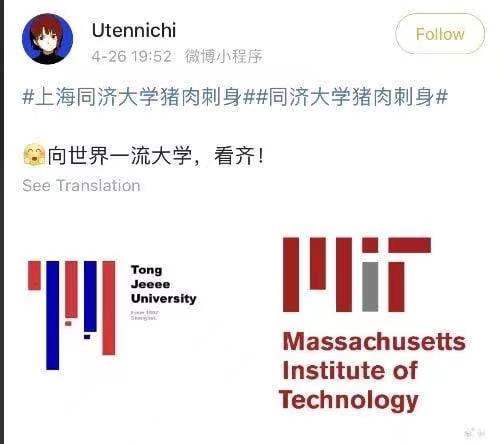 Utennichi
4-26 19:52 微博小程序
Follow
#上海同济大学猪肉刺身##同济大学猪肉刺身#
向世界一流大学，看齐！
See Translation
Tong
Jeeee
University
Shanghai.
MiT
Massachusetts
Institute of
Technology